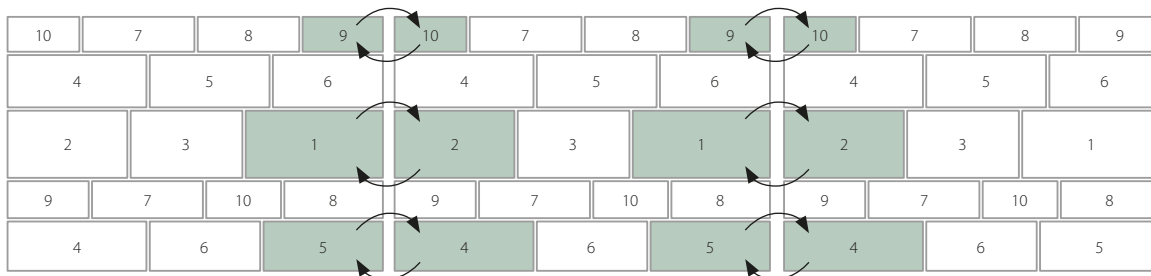 10 7 8 9 10 7 8 9 10 7 8 9
4 5 6 4 5 6 4 5 6
2 3 1 2 3 1 2 3 1
9 7 10 8 9 7 10 8 9 7 10 8
4 6 5 4 6 5 4 6 5